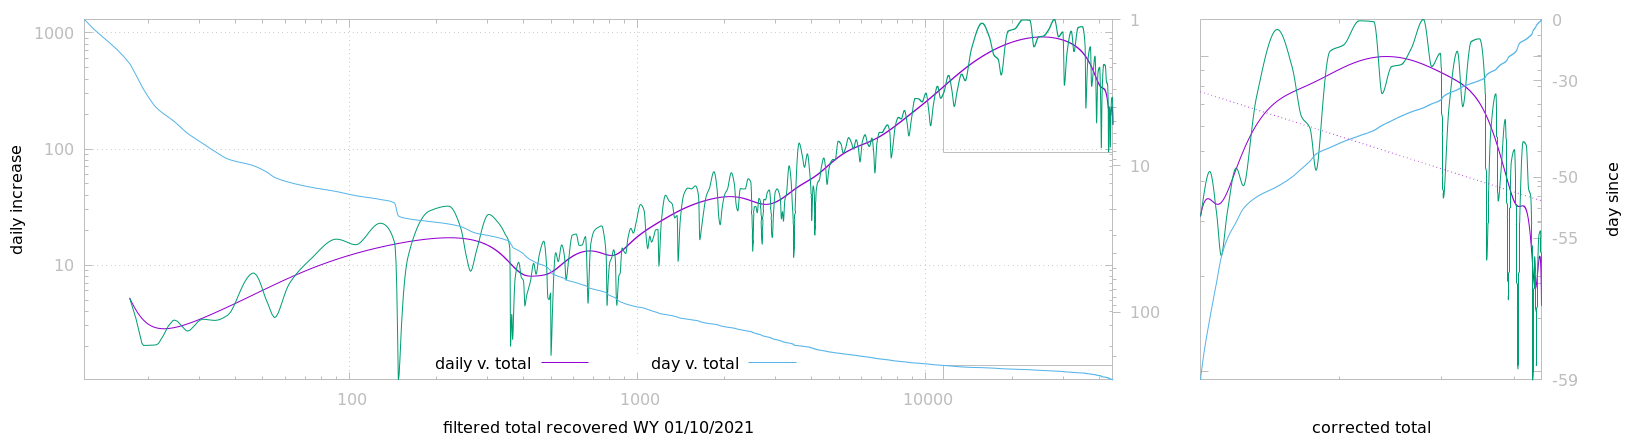 1000
100
10
daily increase
100
1000
10000
filtered total recovered WY 01/10/2021
daily v. total
day v. total
1
10
100
0
-30
-50
-55
-59
day since
corrected total